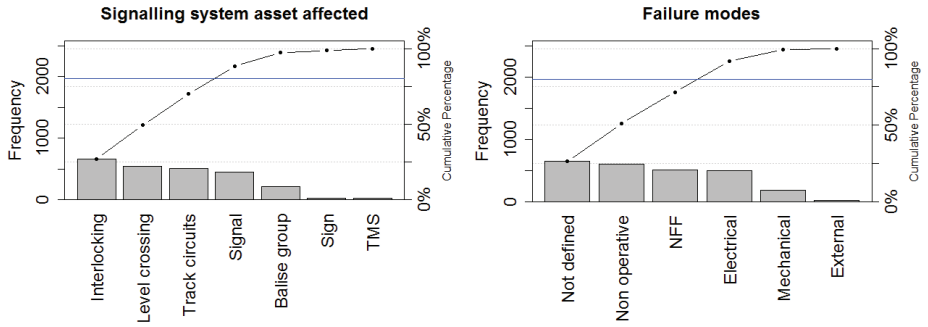 Signalling system asset affected
Frequency
0
1000
2000
0%
50%
100%
Cumulative Percentage
Interlocking
Level crossing
Track circuits
Signal
Balise group
Sign
TMS
Failure modes
Frequency
0
1000
2000
0%
50%
100%
Cumulative Percentage
Not defined
Non operative
NFF
Electrical
Mechanical
External